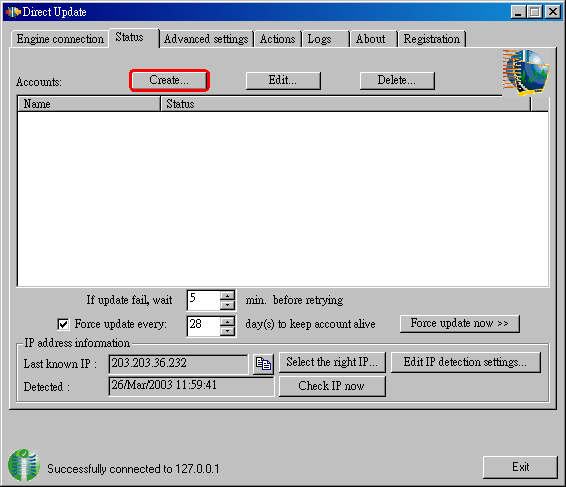 Direct Update
Engine connection Status Advanced settings Actions Logs About Registration
Accounts: Create... Edit... Delete...
Name Status
If update fail, wait 5 min. before retrying
Force update every: 28 day(s) to keep account alive Force update now >>
IP address information
Last known IP : 203.203.36.232 Select the right IP... Edit IP detection settings...
Detected : 26/Mar/2003 11:59:41 Check IP now
Successfully connected to 127.0.0.1 Exit